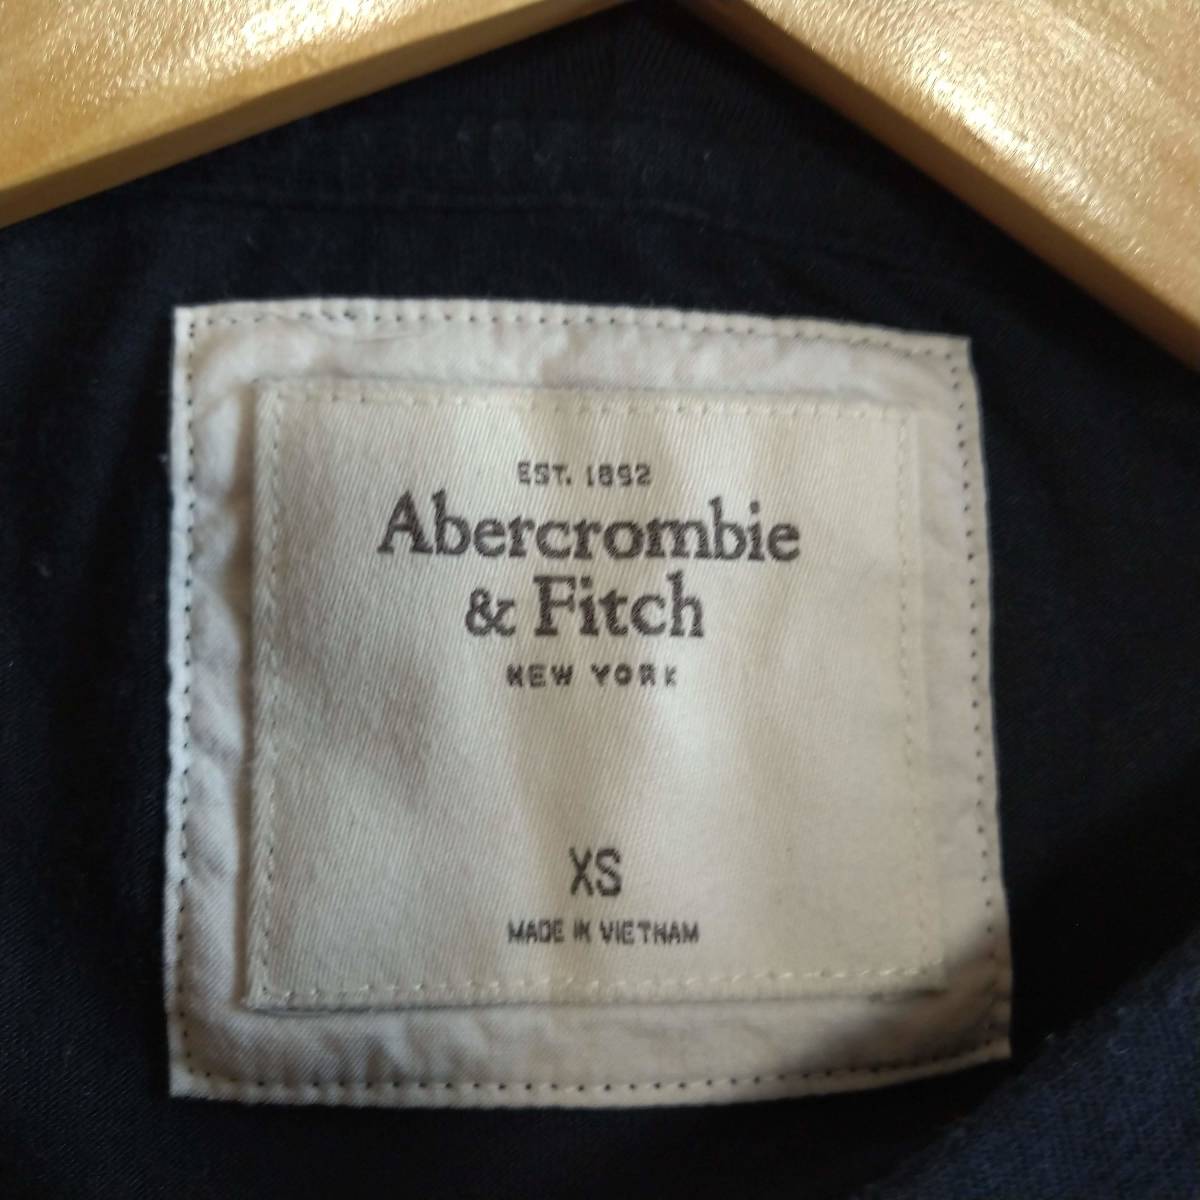 EST. 1892
Abercrombie
& Fitch
NEW YORK
XS
MADE IN VIETNAM